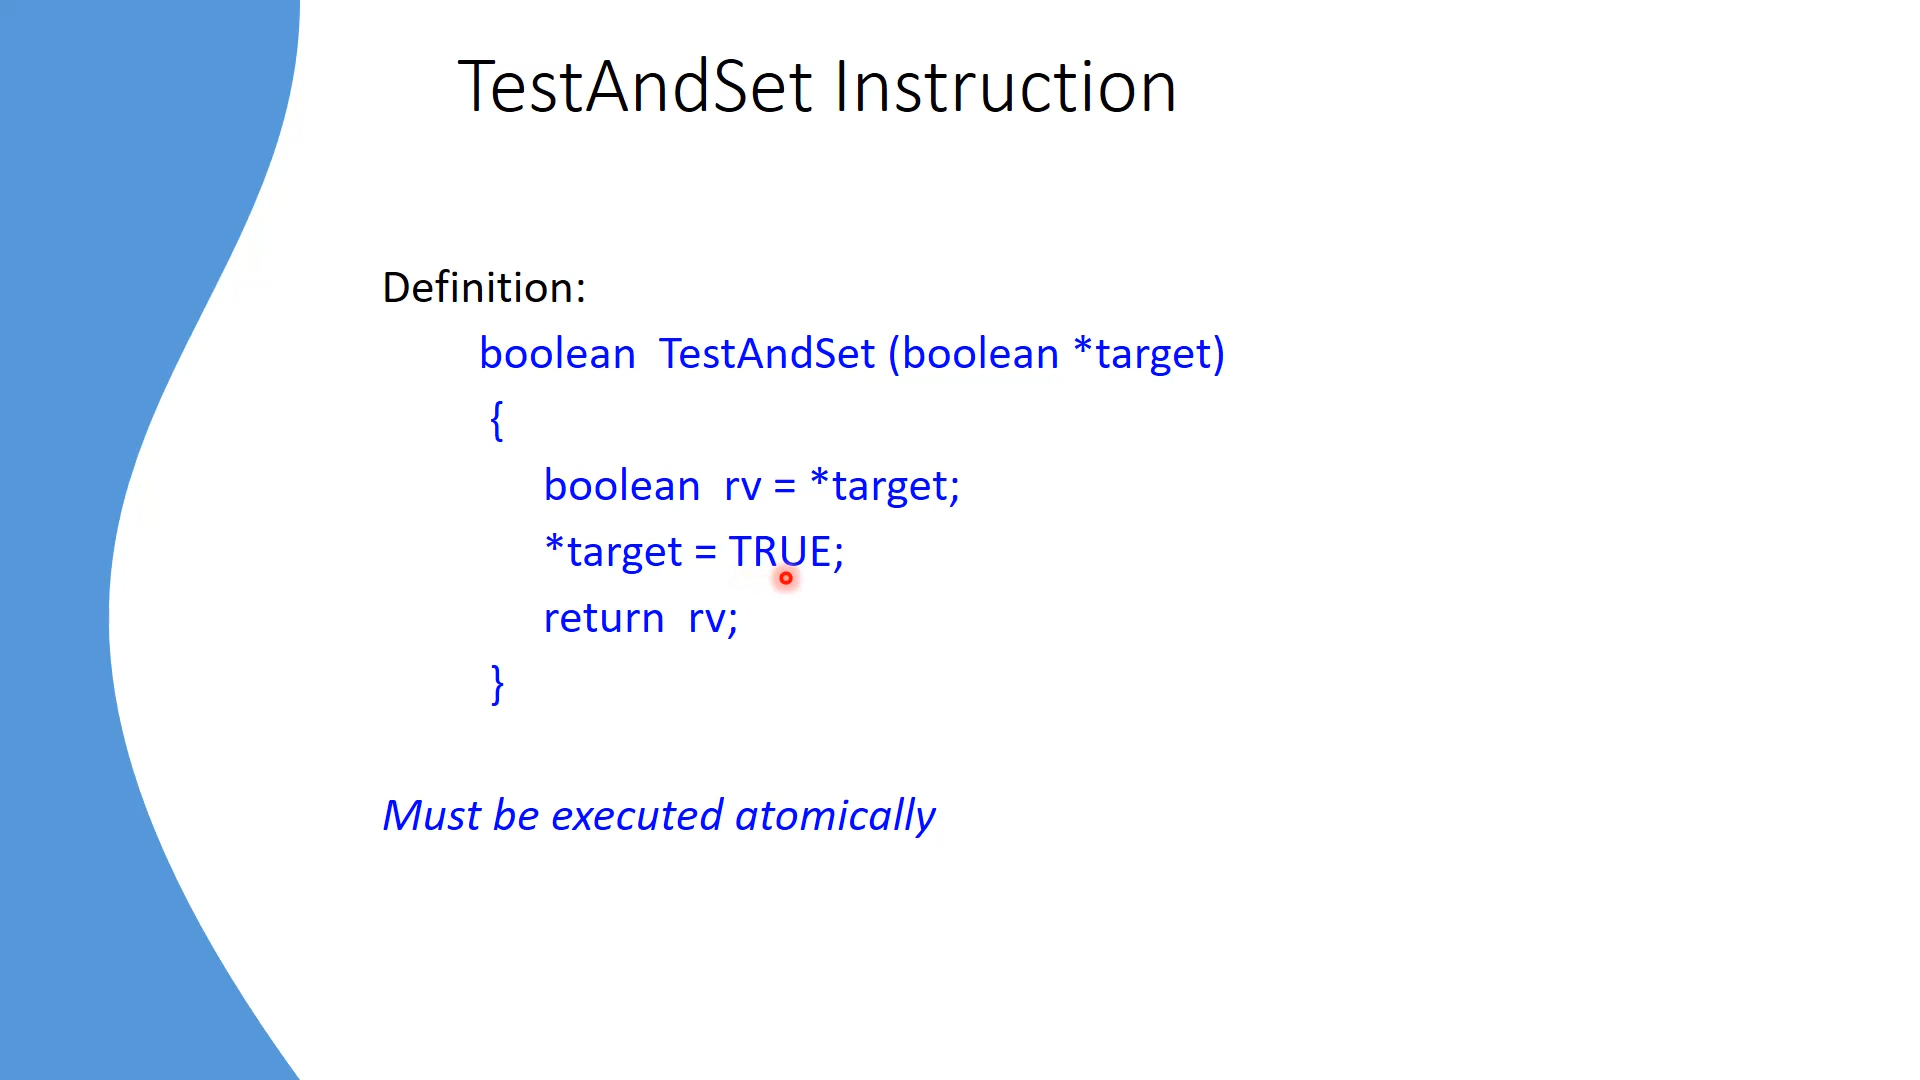 TestAndSet Instruction
Definition:
boolean TestAndSet (boolean *target)
{
boolean rv = *target;
*target = TRUE;
return rv;
}
Must be executed atomically